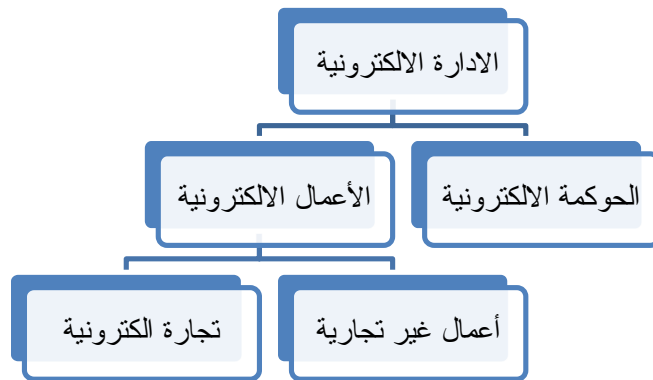 الادارة الالكترونية
الحوكمة الالكترونية
الأعمال الالكترونية
أعمال غير تجارية
تجارة الكترونية